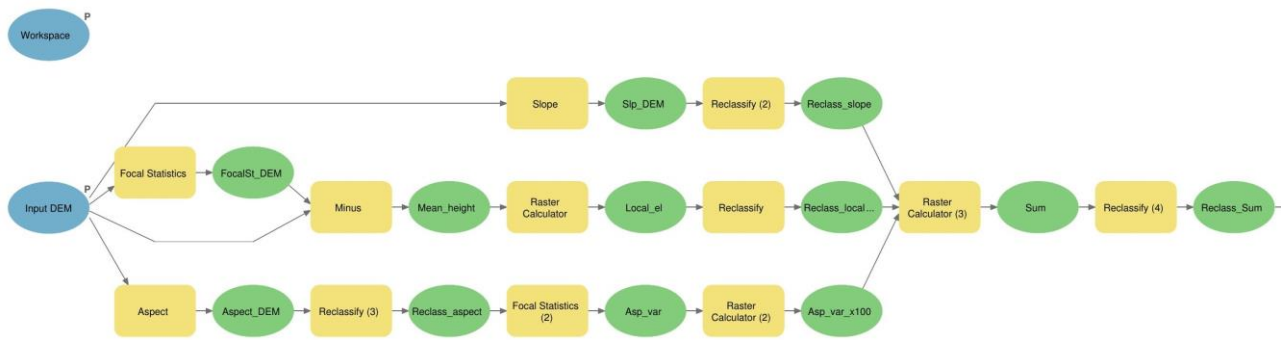 P
Workspace
Slope
Slp_DEM
Reclassify (2)
Reclass_slope
P
Input DEM
Focal Statistics
FocalSt_DEM
Minus
Mean_height
Raster
Calculator
Local_el
Reclassify
Reclass_local...
Raster
Calculator (3)
Sum
Reclassify (4)
Reclass_Sum
Aspect
Aspect_DEM
Reclassify (3)
Reclass_aspect
Focal Statistics
(2)
Asp_var
Raster
Calculator (2)
Asp_var_x100